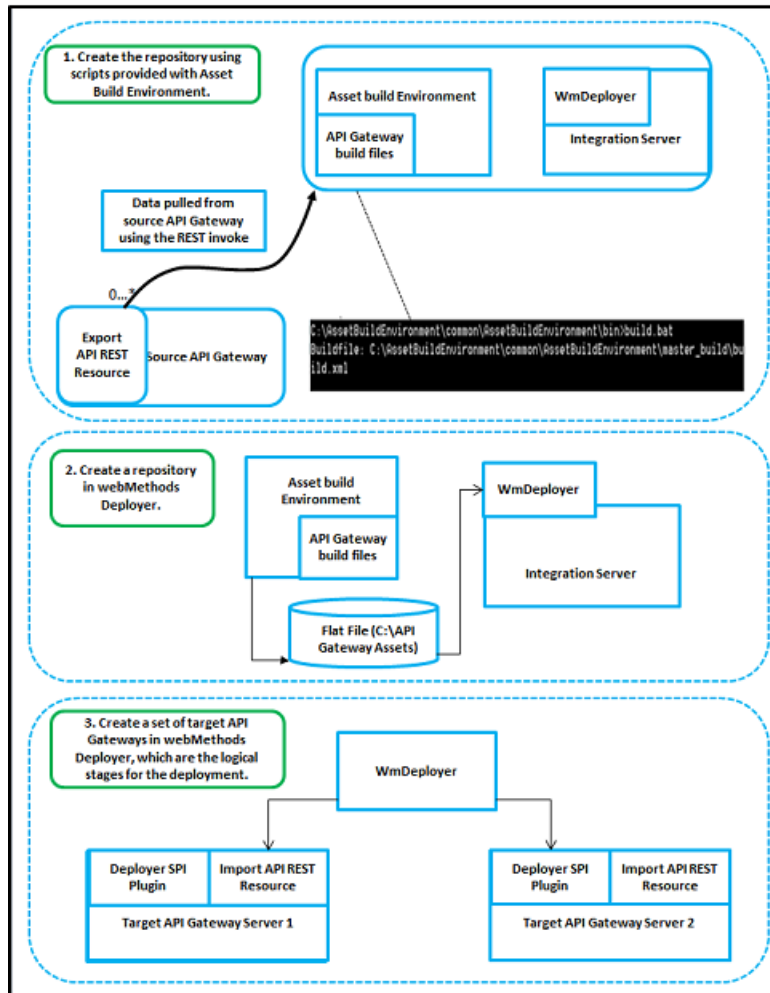 1. Create the repository using
scripts provided with Asset
Build Environment.
Asset build Environment
API Gateway
build files
WmDeployer
Integration Server
Data pulled from
source API Gateway
using the REST invoke
0...*
Export
API REST
Resource
Source API Gateway
C:\AssetBuildEnvironment\common\AssetBuildEnvironment\bin>build.bat
Buildfile: C:\AssetBuildEnvironment\common\AssetBuildEnvironment\master_build\bu
ild.xml
2. Create a repository
in webMethods
Deployer.
Asset build
Environment
API Gateway
build files
WmDeployer
Integration Server
Flat File (C:\API
Gateway Assets)
3. Create a set of target API
Gateways in webMethods
Deployer, which are the logical
stages for the deployment.
WmDeployer
Deployer SPI
Plugin
Import API REST
Resource
Target API Gateway Server 1
Deployer SPI
Plugin
Import API REST
Resource
Target API Gateway Server 2